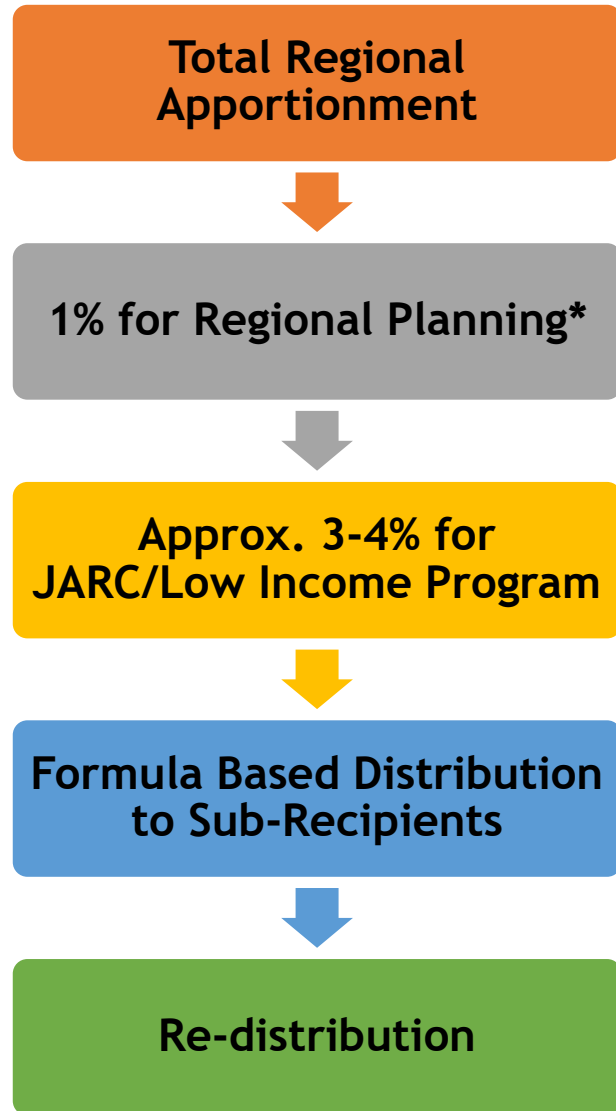 Total Regional
Apportionment
1% for Regional Planning*
Approx. 3-4% for
JARC/Low Income Program
Formula Based Distribution
to Sub-Recipients
Re-distribution